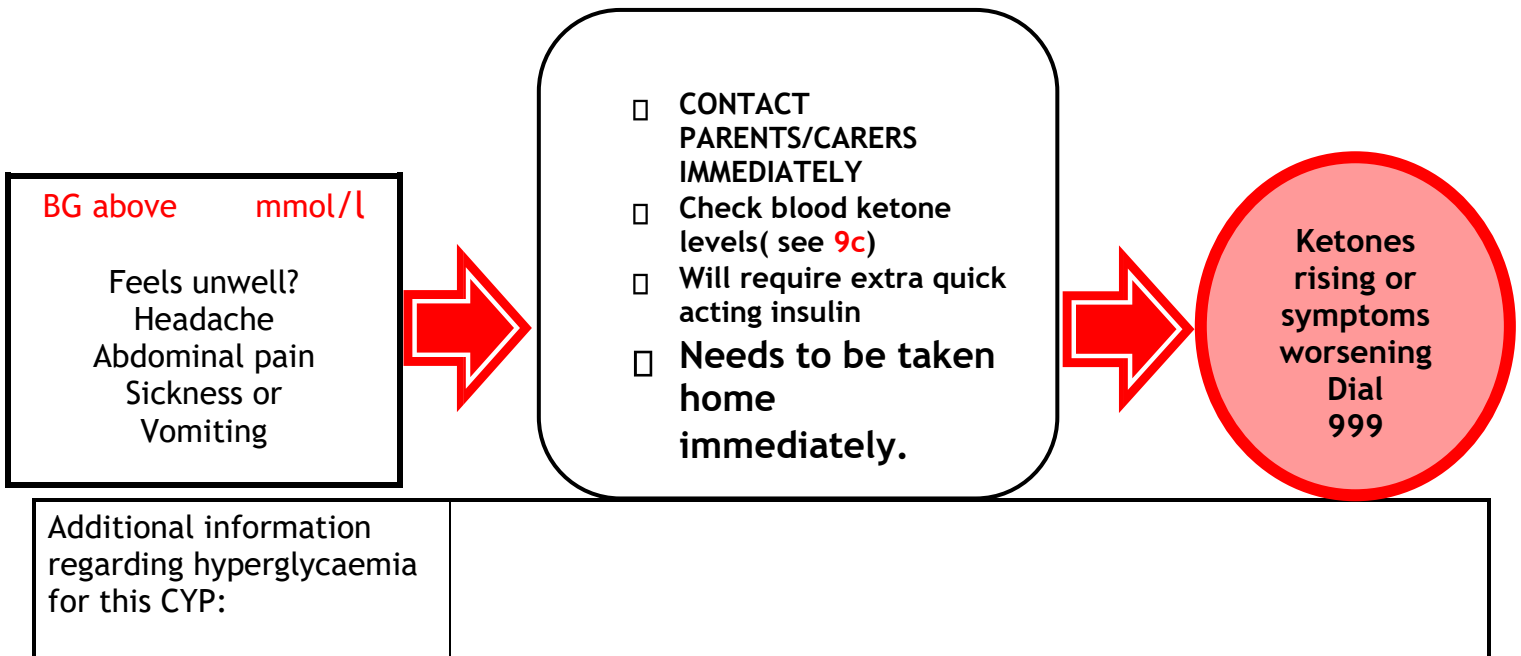 BG above mmol/l
Feels unwell?
Headache
Abdominal pain
Sickness or
Vomiting
CONTACT
PARENTS/CARERS
IMMEDIATELY
Check blood ketone
levels( see 9c)
Will require extra quick
acting insulin
Needs to be taken
home
immediately.
Ketones
rising or
symptoms
worsening
Dial
999
Additional information
regarding hyperglycaemia
for this CYP: